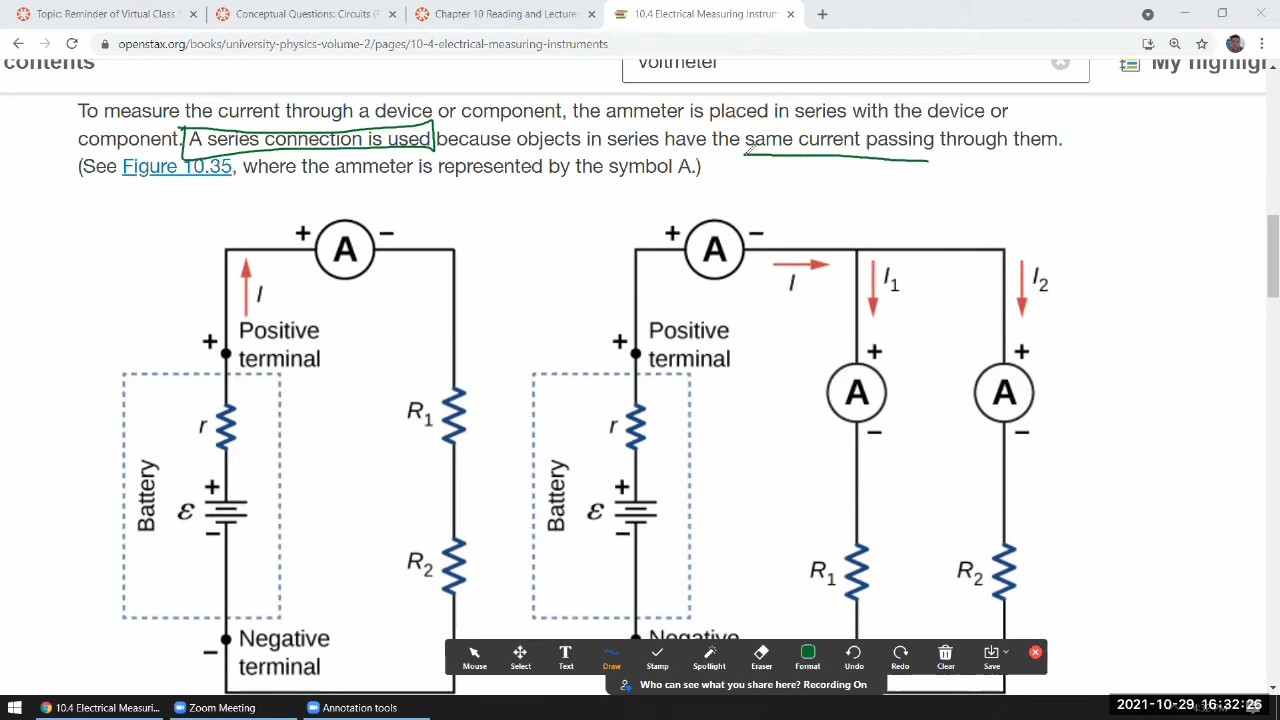 Topic: Reminder of Virtual Class
Conceptual Questions: Circuits (F
Chapter 10 Reading and Lectures
10.4 Electrical Measuring Instrum
openstax.org/books/university-physics-volume-2/pages/10-4-electrical-measuring-instruments
contents
voltmeter
My highligh
To measure the current through a device or component, the ammeter is placed in series with the device or
component. A series connection is used because objects in series have the same current passing through them.
(See Figure 10.35, where the ammeter is represented by the symbol A.)
+ A −
+ A −
I
I
I1
I2
+ Positive
terminal
+ Positive
terminal
+
+
A
A
−
−
r
R1
r
Battery
Battery
+
ε
−
+
ε
−
R2
R1
R2
Negative
− terminal
Negative
Mouse Select Text Draw Stamp Spotlight Eraser Format Undo Redo Clear Save
Who can see what you share here? Recording On
10.4 Electrical Measuri...
Zoom Meeting
Annotation tools
2021-10-29 16:32:26